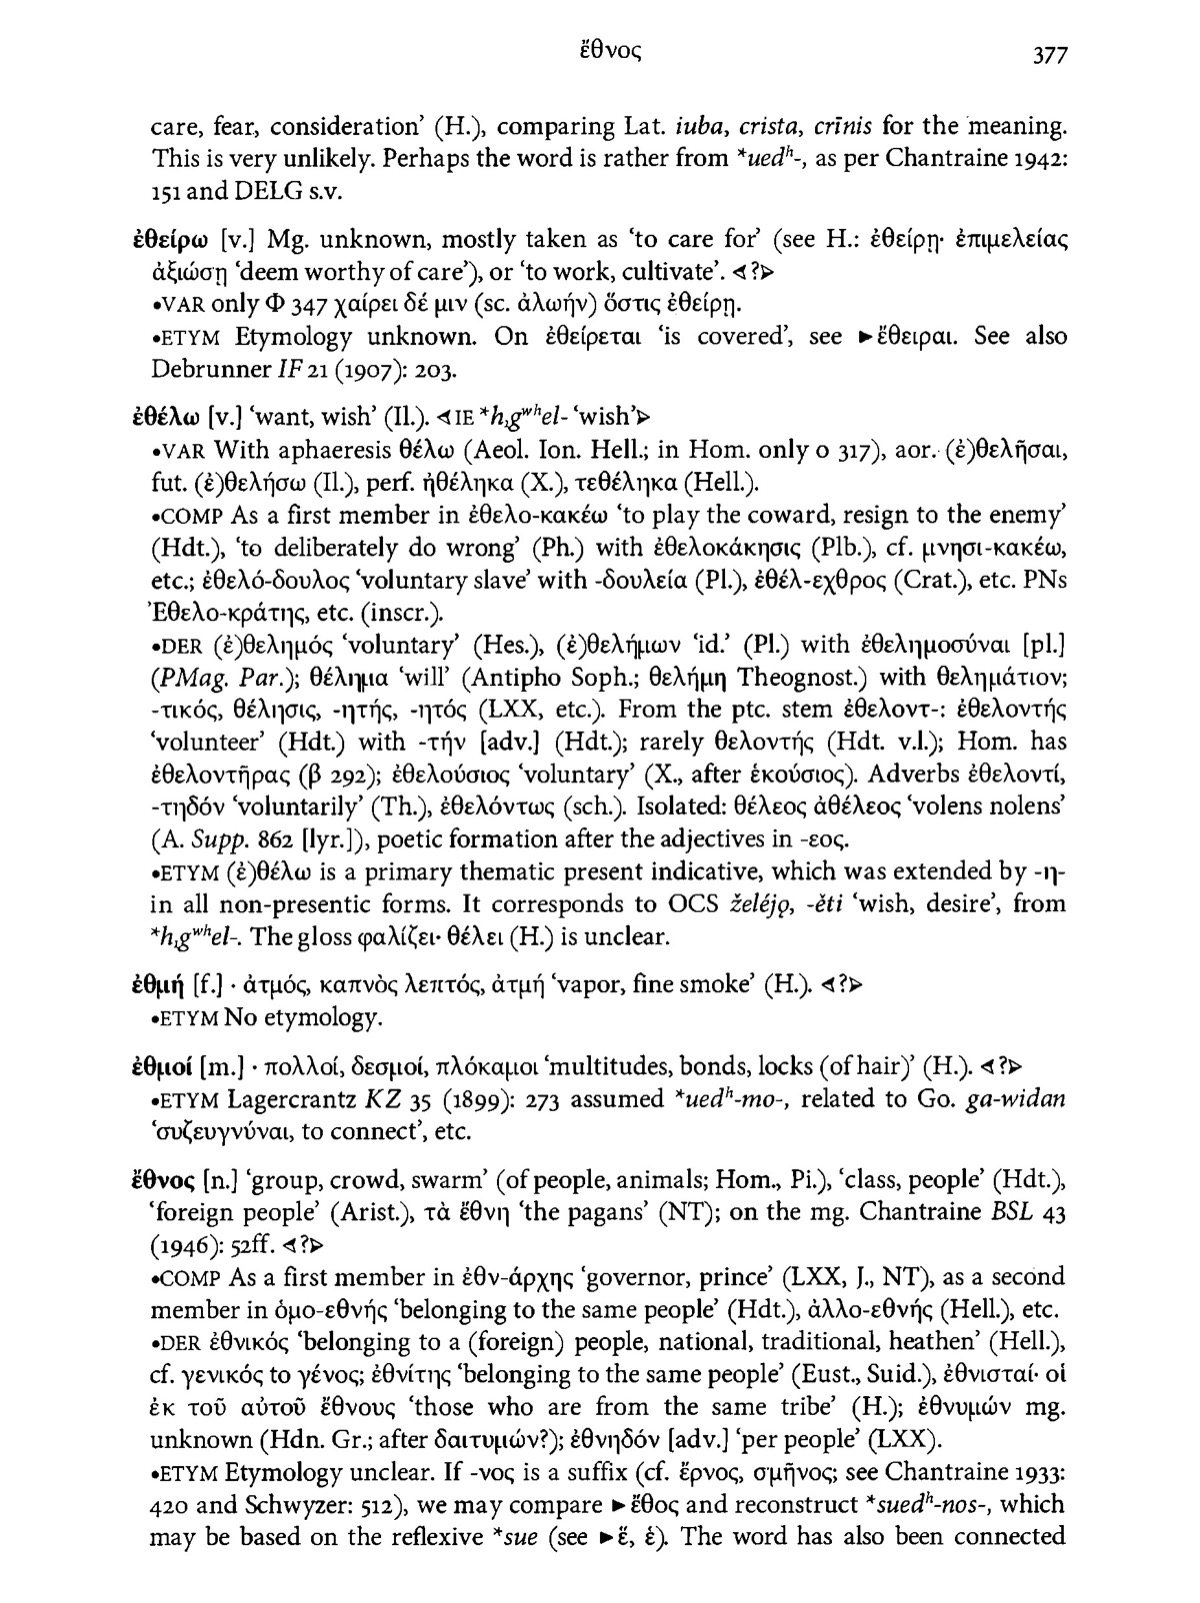 ἔθνος 377
care, fear, consideration’ (H.), comparing Lat. iuba, crista, crīnis for the meaning.
This is very unlikely. Perhaps the word is rather from *uedʰ-, as per Chantraine 1942:
151 and DELG s.v.
ἐθείρω [v.] Mg. unknown, mostly taken as ‘to care for’ (see H.: ἐθείρῃ· ἐπιμελείας
ἀξιώσῃ ‘deem worthy of care’), or ‘to work, cultivate’. ◁?▷
•VAR only Φ 347 χαίρει δέ μιν (sc. ἀλωήν) ὅστις ἐθείρῃ.
•ETYM Etymology unknown. On ἐθείρεται ‘is covered’, see ▶ἔθειραι. See also
Debrunner IF 21 (1907): 203.
ἐθέλω [v.] ‘want, wish’ (Il.). ◁IE *h₁gʷʰel- ‘wish’▷
•VAR With aphaeresis θέλω (Aeol. Ion. Hell.; in Hom. only ο 317), aor. (ἐ)θελῆσαι,
fut. (ἐ)θελήσω (Il.), perf. ἠθέληκα (X.), τεθέληκα (Hell.).
•COMP As a first member in ἐθελο-κακέω ‘to play the coward, resign to the enemy’
(Hdt.), ‘to deliberately do wrong’ (Ph.) with ἐθελοκάκησις (Plb.), cf. μνησι-κακέω,
etc.; ἐθελό-δουλος ‘voluntary slave’ with -δουλεία (Pl.), ἐθέλ-εχθρος (Crat.), etc. PNs
Ἐθελο-κράτης, etc. (inscr.).
•DER (ἐ)θελημός ‘voluntary’ (Hes.), (ἐ)θελήμων ‘id.’ (Pl.) with ἐθελημοσύναι [pl.]
(PMag. Par.); θέλημα ‘will’ (Antipho Soph.; θελήμη Theognost.) with θελημάτιον;
-τικός, θέλησις, -ητής, -ητός (LXX, etc.). From the ptc. stem ἐθελοντ-: ἐθελοντής
‘volunteer’ (Hdt.) with -τήν [adv.] (Hdt.); rarely θελοντής (Hdt. v.l.); Hom. has
ἐθελοντῆρας (β 292); ἐθελούσιος ‘voluntary’ (X., after ἑκούσιος). Adverbs ἐθελοντί,
-τηδόν ‘voluntarily’ (Th.), ἐθελόντως (sch.). Isolated: θέλεος ἀθέλεος ‘volens nolens’
(A. Supp. 862 [lyr.]), poetic formation after the adjectives in -εος.
•ETYM (ἐ)θέλω is a primary thematic present indicative, which was extended by -η-
in all non-presentic forms. It corresponds to OCS želéjǫ, -ěti ‘wish, desire’, from
*h₁gʷʰel-. The gloss φαλίζει· θέλει (H.) is unclear.
ἐθμή [f.] · ἀτμός, καπνὸς λεπτός, ἀτμή ‘vapor, fine smoke’ (H.). ◁?▷
•ETYM No etymology.
ἐθμοί [m.] · πολλοί, δεσμοί, πλόκαμοι ‘multitudes, bonds, locks (of hair)’ (H.). ◁?▷
•ETYM Lagercrantz KZ 35 (1899): 273 assumed *uedʰ-mo-, related to Go. ga-widan
‘συζευγνύναι, to connect’, etc.
ἔθνος [n.] ‘group, crowd, swarm’ (of people, animals; Hom., Pi.), ‘class, people’ (Hdt.),
‘foreign people’ (Arist.), τὰ ἔθνη ‘the pagans’ (NT); on the mg. Chantraine BSL 43
(1946): 52ff. ◁?▷
•COMP As a first member in ἐθν-άρχης ‘governor, prince’ (LXX, J., NT), as a second
member in ὁμο-εθνής ‘belonging to the same people’ (Hdt.), ἀλλο-εθνής (Hell.), etc.
•DER ἐθνικός ‘belonging to a (foreign) people, national, traditional, heathen’ (Hell.),
cf. γενικός to γένος; ἐθνίτης ‘belonging to the same people’ (Eust., Suid.), ἐθνισταί· οἱ
ἐκ τοῦ αὐτοῦ ἔθνους ‘those who are from the same tribe’ (H.); ἐθνυμών mg.
unknown (Hdn. Gr.; after δαιτυμών?); ἐθνηδόν [adv.] ‘per people’ (LXX).
•ETYM Etymology unclear. If -νος is a suffix (cf. ἔρνος, σμῆνος; see Chantraine 1933:
420 and Schwyzer: 512), we may compare ▶ἔθος and reconstruct *suedʰ-nos-, which
may be based on the reflexive *sue (see ▶ἕ, ἑ). The word has also been connected